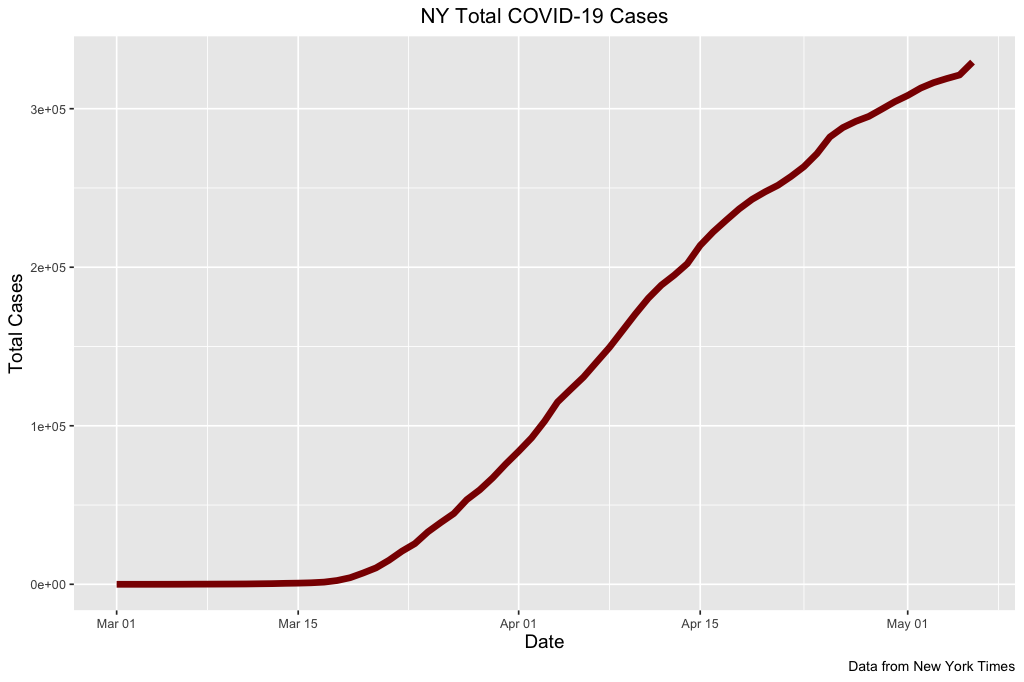 NY Total COVID-19 Cases
Total Cases
3e+05
2e+05
1e+05
0e+00
Mar 01 Mar 15 Apr 01 Apr 15 May 01
Date
Data from New York Times